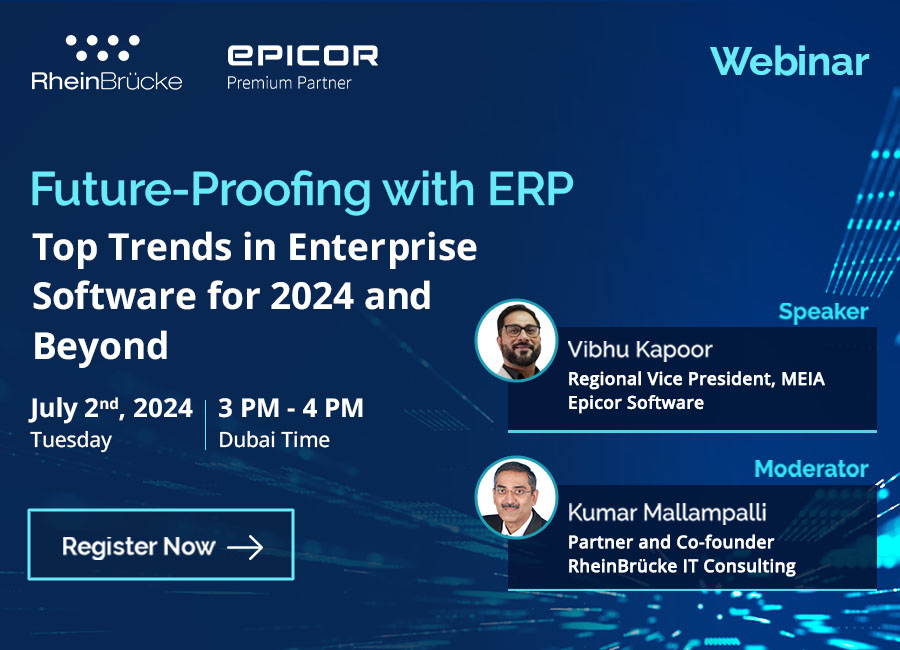 RheinBrücke
EPICOR
Premium Partner
Webinar
Future-Proofing with ERP
Top Trends in Enterprise
Software for 2024 and
Beyond
July 2nd, 2024
Tuesday
3 PM - 4 PM
Dubai Time
Register Now
Speaker
Vibhu Kapoor
Regional Vice President, MEIA
Epicor Software
Moderator
Kumar Mallampalli
Partner and Co-founder
RheinBrücke IT Consulting